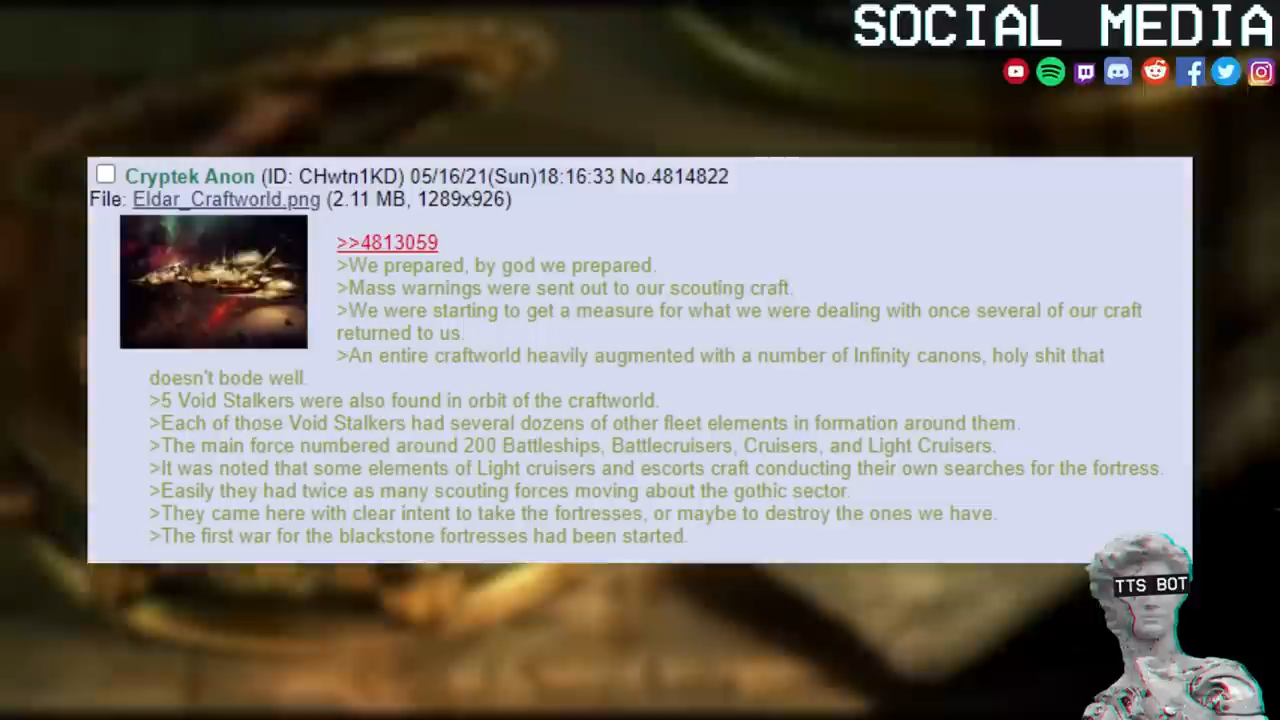 SOCIAL MEDIA
Cryptek Anon (ID: CHwtn1KD) 05/16/21(Sun)18:16:33 No.4814822
File: Eldar_Craftworld.png (2.11 MB, 1289x926)
>>4813059
>We prepared, by god we prepared.
>Mass warnings were sent out to our scouting craft.
>We were starting to get a measure for what we were dealing with once several of our craft
returned to us.
>An entire craftworld heavily augmented with a number of Infinity canons, holy shit that
doesn't bode well.
>5 Void Stalkers were also found in orbit of the craftworld.
>Each of those Void Stalkers had several dozens of other fleet elements in formation around them.
>The main force numbered around 200 Battleships, Battlecruisers, Cruisers, and Light Cruisers.
>It was noted that some elements of Light cruisers and escorts craft conducting their own searches for the fortress.
>Easily they had twice as many scouting forces moving about the gothic sector.
>They came here with clear intent to take the fortresses, or maybe to destroy the ones we have.
>The first war for the blackstone fortresses had been started.
TTS BOT